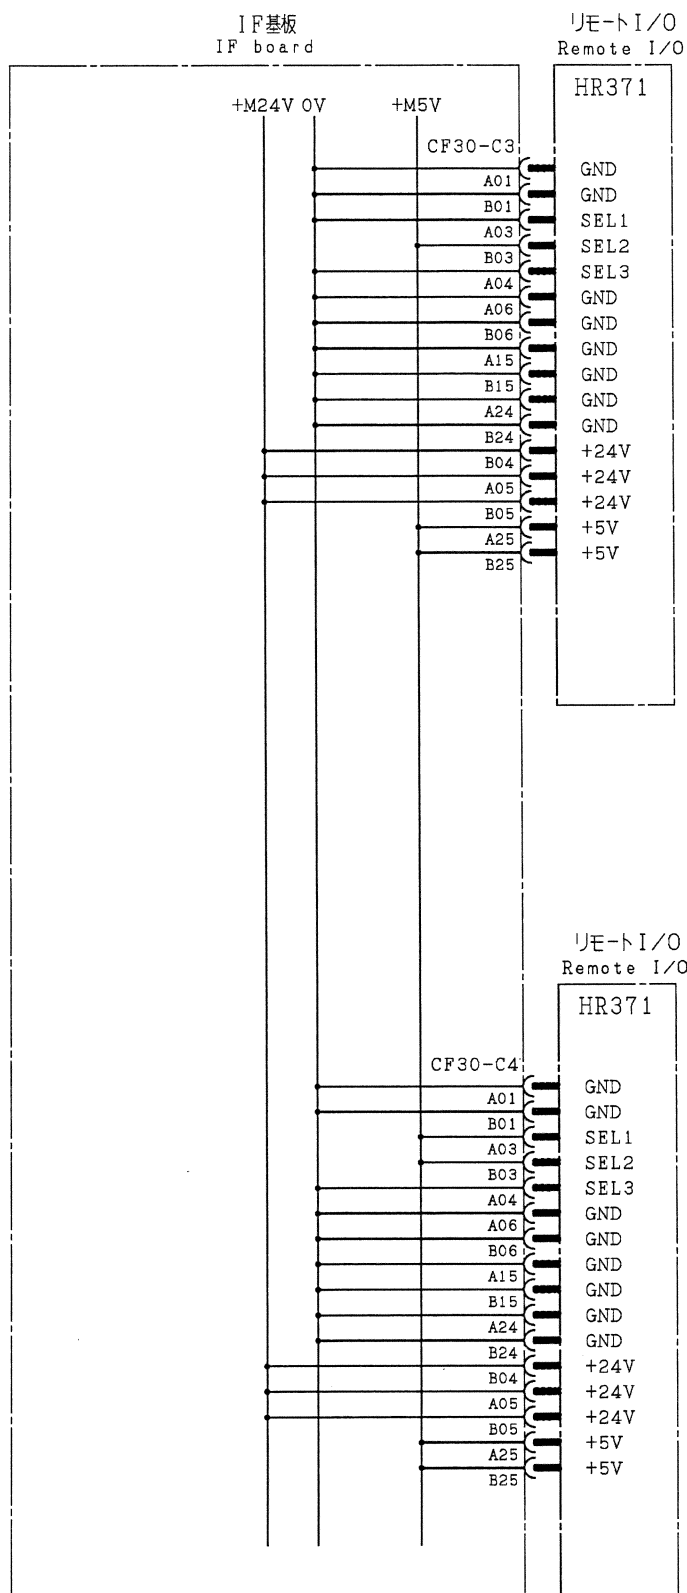 IF基板
IF board
リモートI/O
Remote I/O
HR371
+M24V 0V +M5V
CF30-C3
GND
A01
GND
B01
SEL1
A03
SEL2
B03
SEL3
A04
GND
A06
GND
B06
GND
A15
GND
B15
GND
A24
GND
B24
+24V
B04
+24V
A05
+24V
B05
+5V
A25
+5V
B25
リモートI/O
Remote I/O
HR371
CF30-C4
GND
A01
GND
B01
SEL1
A03
SEL2
B03
SEL3
A04
GND
A06
GND
B06
GND
A15
GND
B15
GND
A24
GND
B24
+24V
B04
+24V
A05
+24V
B05
+5V
A25
+5V
B25